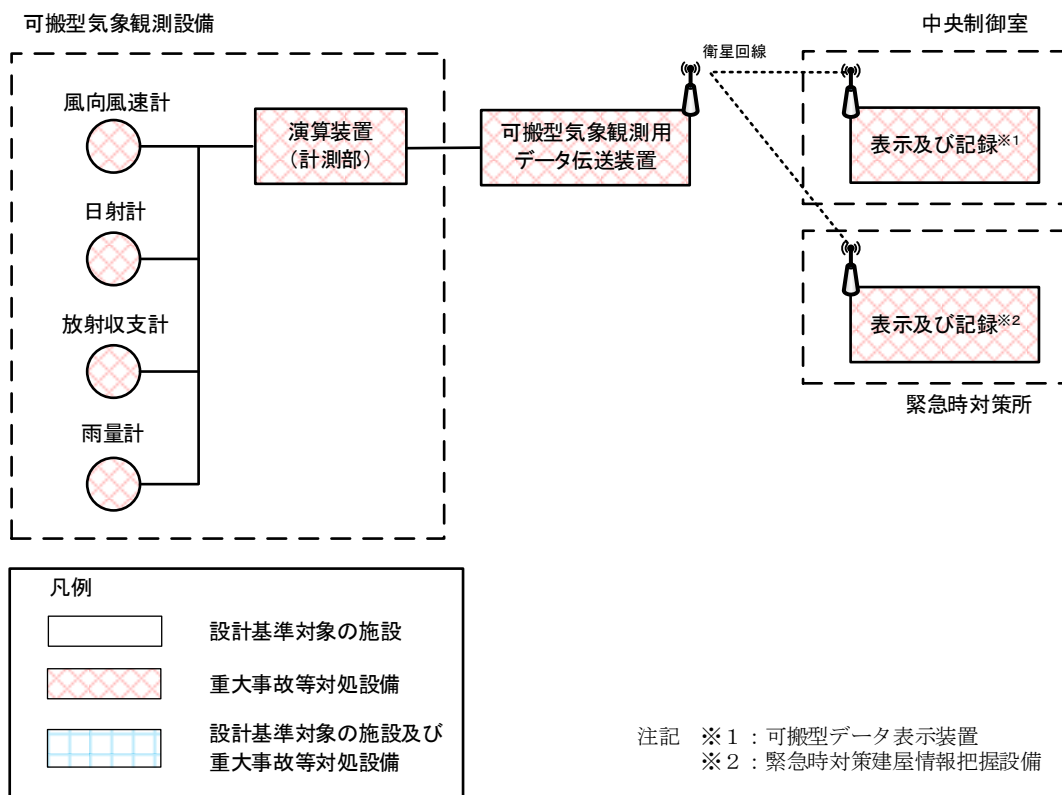 可搬型気象観測設備
中央制御室
衛星回線
風向風速計
演算装置
（計測部）
可搬型気象観測用
データ伝送装置
表示及び記録※1
日射計
放射収支計
表示及び記録※2
緊急時対策所
雨量計
凡例
設計基準対象の施設
重大事故等対処設備
設計基準対象の施設及び
重大事故等対処設備
注記　※１：可搬型データ表示装置
※２：緊急時対策建屋情報把握設備